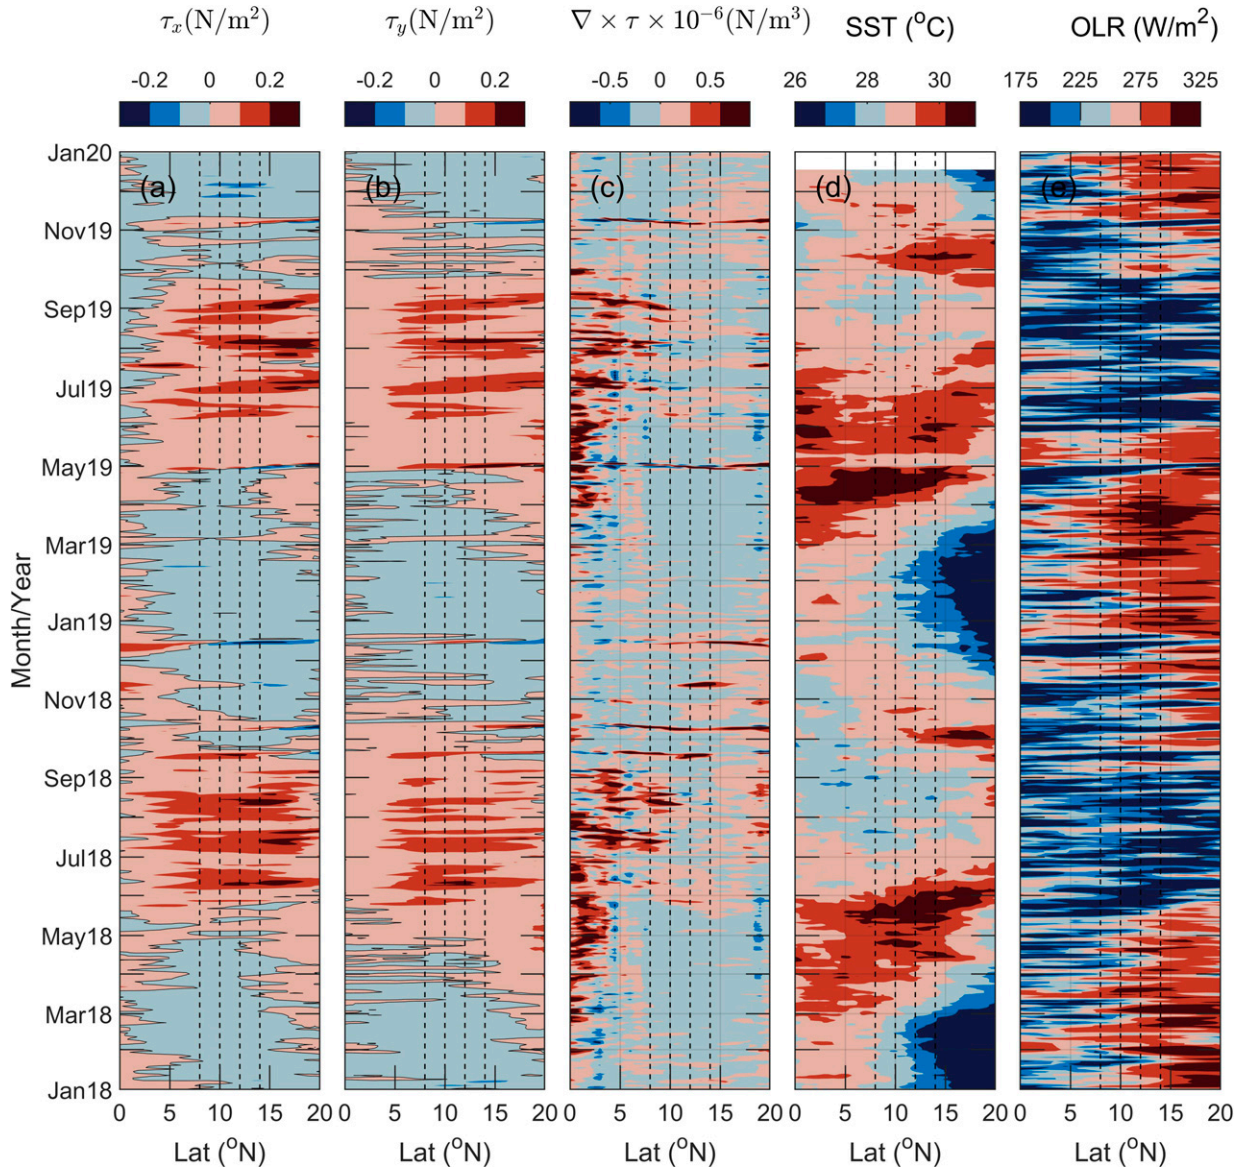 τx(N/m²) τy(N/m²) ∇ × τ × 10⁻⁶(N/m³) SST (°C) OLR (W/m²)
-0.2 0 0.2 -0.2 0 0.2 -0.5 0 0.5 26 28 30 175 225 275 325
Jan20
(a) (b) (c) (d) (e)
Nov19
Sep19
Jul19
May19
Mar19
Jan19
Nov18
Sep18
Jul18
May18
Mar18
Jan18
Month/Year
0 5 10 15 20 0 5 10 15 20 0 5 10 15 20 0 5 10 15 20 0 5 10 15 20
Lat (°N) Lat (°N) Lat (°N) Lat (°N) Lat (°N)